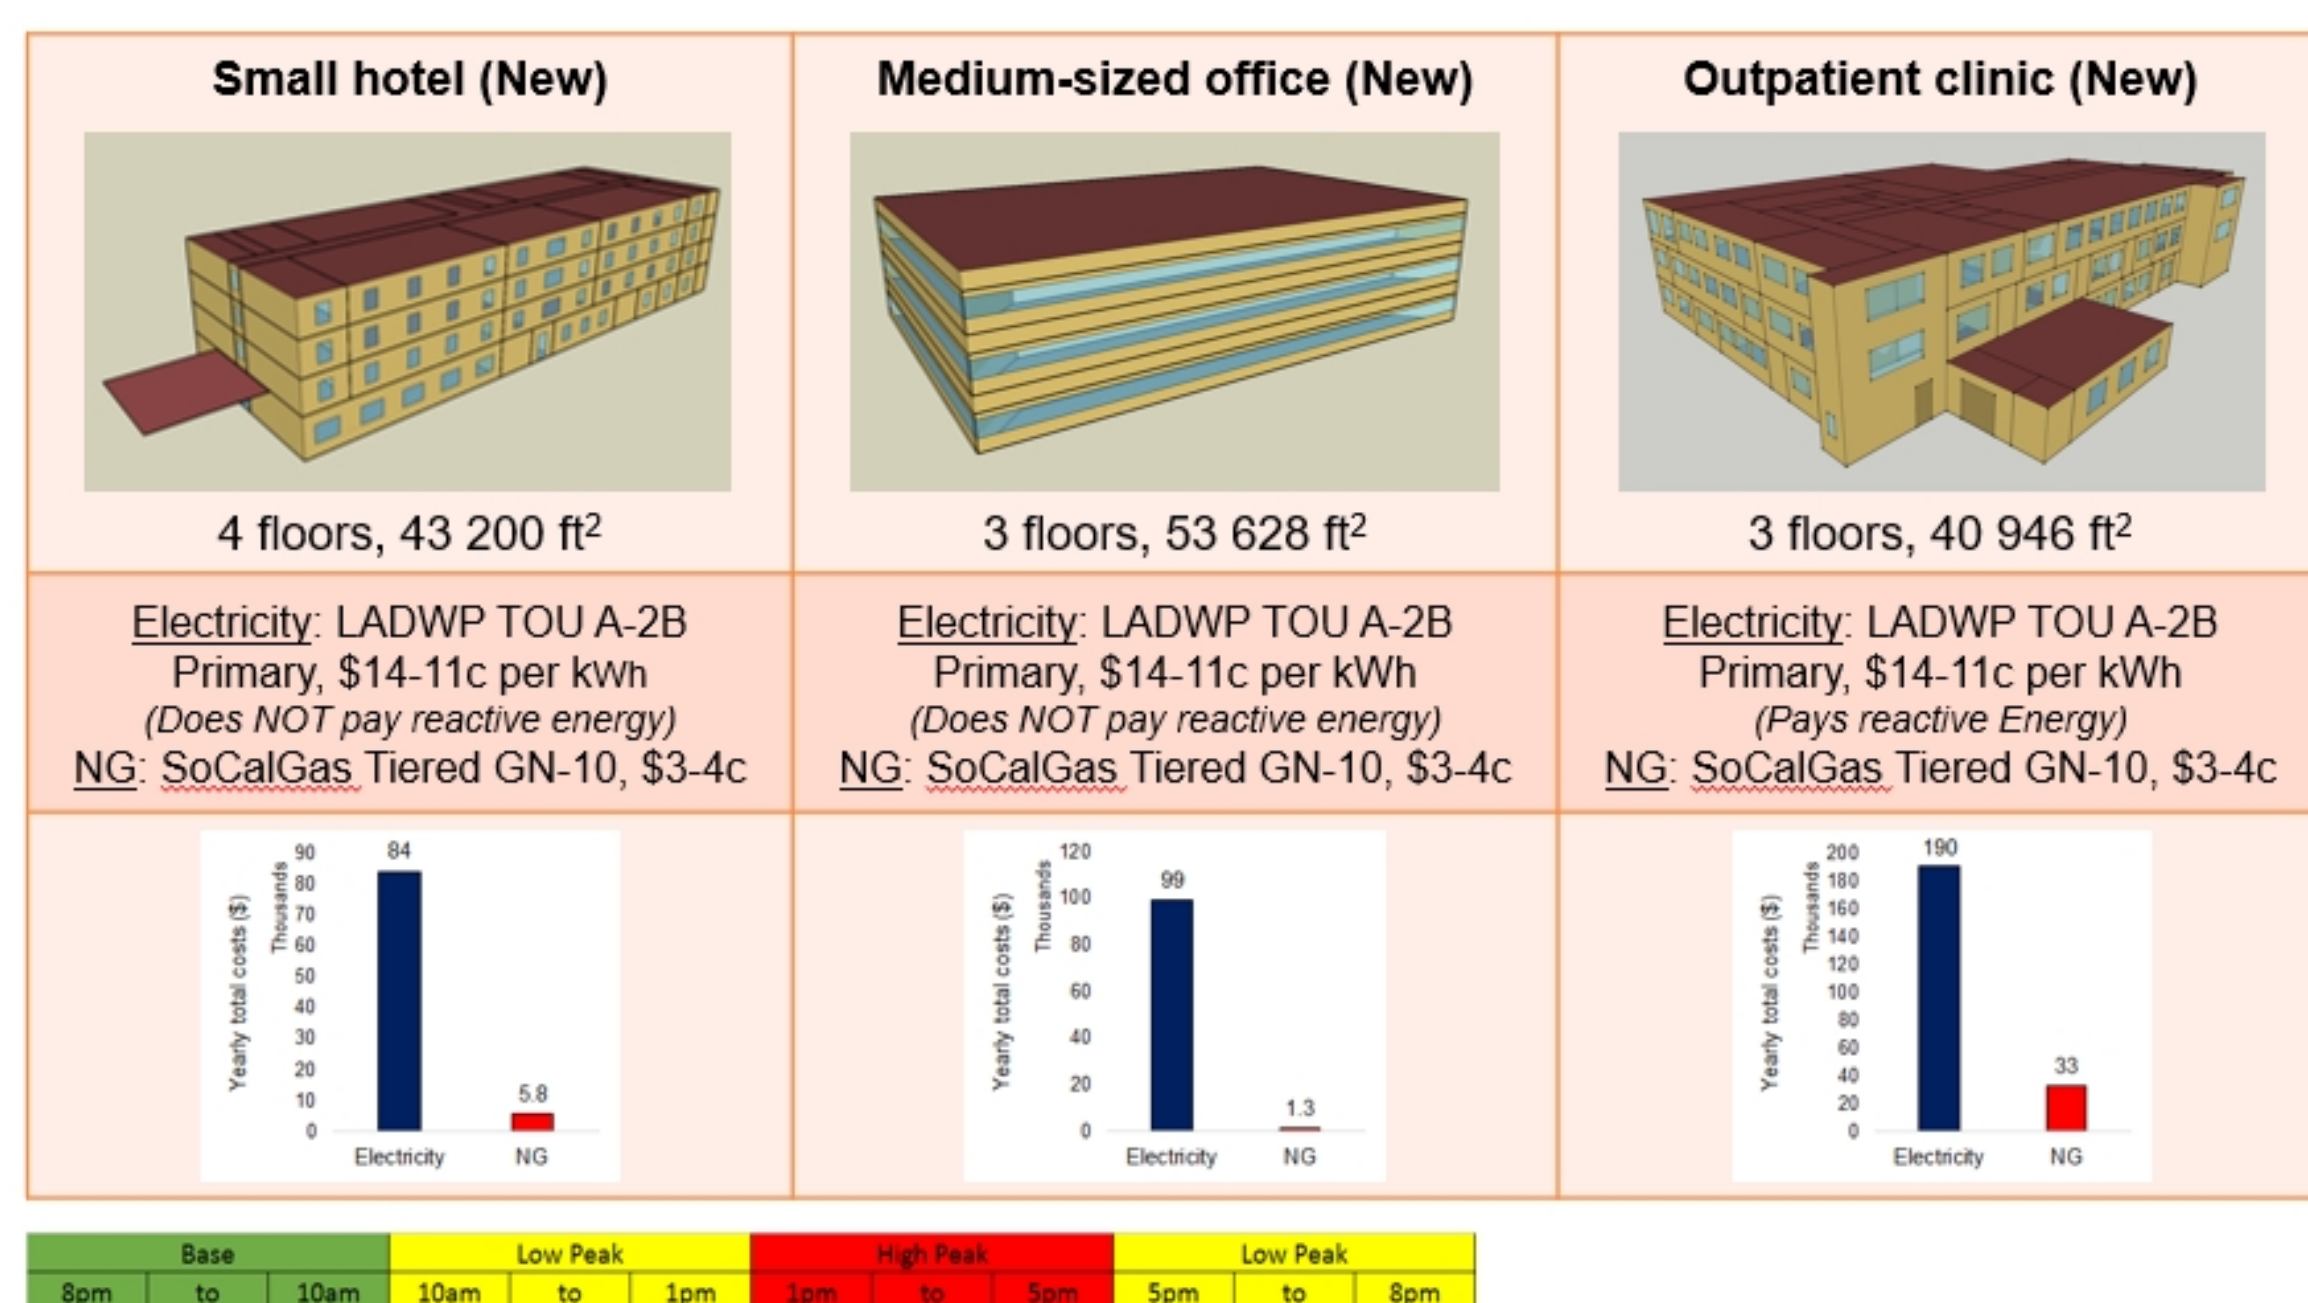 Small hotel (New)
4 floors, 43 200 ft²
Medium-sized office (New)
3 floors, 53 628 ft²
Outpatient clinic (New)
3 floors, 40 946 ft²
Electricity: LADWP TOU A-2B
Primary, $14-11c per kWh
(Does NOT pay reactive energy)
NG: SoCalGas Tiered GN-10, $3-4c
Electricity: LADWP TOU A-2B
Primary, $14-11c per kWh
(Does NOT pay reactive energy)
NG: SoCalGas Tiered GN-10, $3-4c
Electricity: LADWP TOU A-2B
Primary, $14-11c per kWh
(Pays reactive Energy)
NG: SoCalGas Tiered GN-10, $3-4c
Yearly total costs ($)
Thousands
90
80
70
60
50
40
30
20
10
0
84
5.8
Electricity
NG
Yearly total costs ($)
Thousands
120
100
80
60
40
20
0
99
1.3
Electricity
NG
Yearly total costs ($)
Thousands
200
180
160
140
120
100
80
60
40
20
0
190
33
Electricity
NG
Base
Low Peak
High Peak
Low Peak
8pm to 10am
10am to 1pm
1pm to 5pm
5pm to 8pm